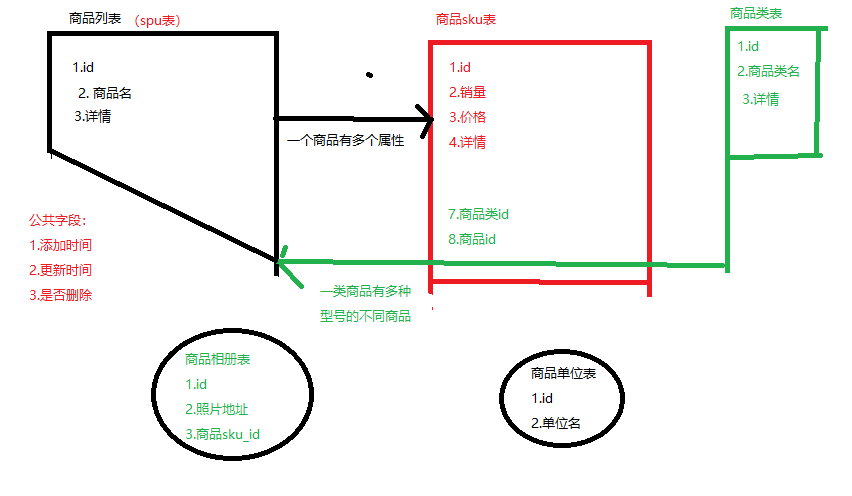 商品列表 （spu表）
1.id
2. 商品名
3.详情
一个商品有多个属性
公共字段：
1.添加时间
2.更新时间
3.是否删除
商品sku表
1.id
2.销量
3.价格
4.详情
7.商品类id
8.商品id
商品类表
1.id
2.商品类名
3.详情
一类商品有多种
型号的不同商品
商品相册表
1.id
2.照片地址
3.商品sku_id
商品单位表
1.id
2.单位名